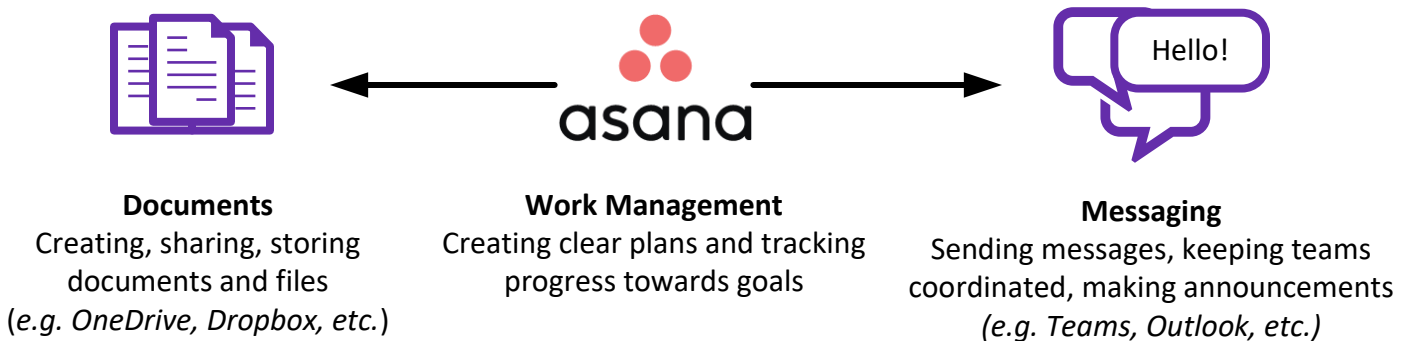 Hello!
asana
Documents
Creating, sharing, storing
documents and files
(e.g. OneDrive, Dropbox, etc.)
Work Management
Creating clear plans and tracking
progress towards goals
Messaging
Sending messages, keeping teams
coordinated, making announcements
(e.g. Teams, Outlook, etc.)